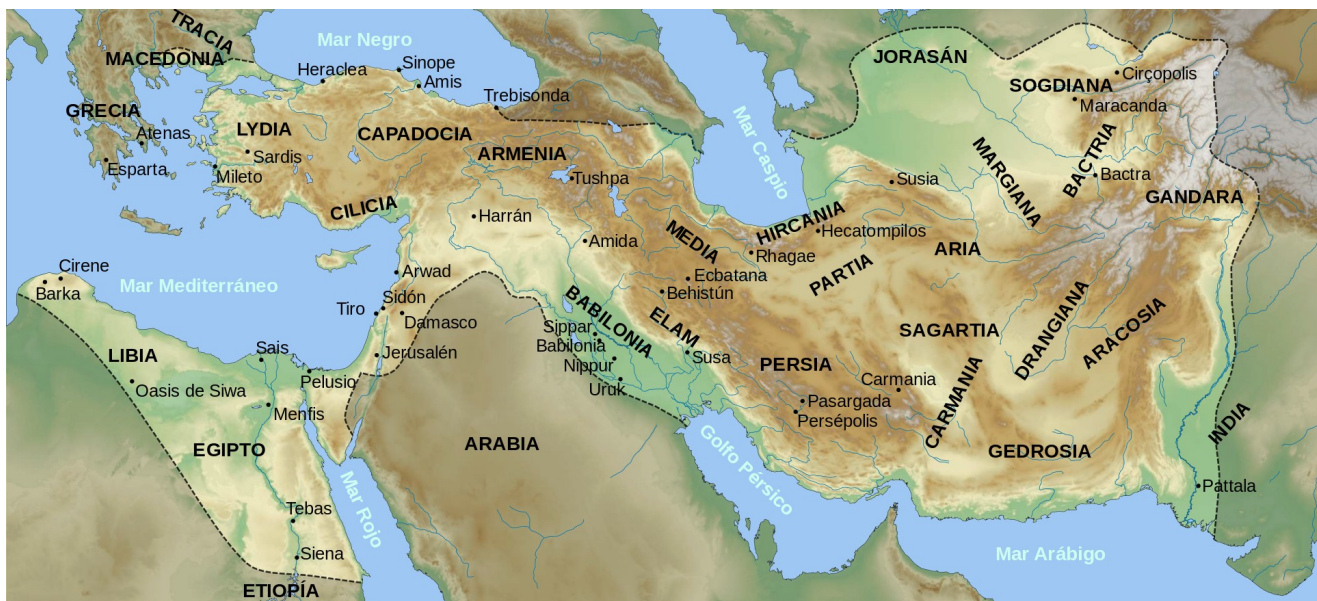 TRACIA
Mar Negro
MACEDONIA
JORASÁN
Sinope
Heraclea
Amis
Circopolis
SOGDIANA
Trebisonda
Maracanda
GRECIA
Atenas
LYDIA
CAPADOCIA
Mar Caspio
BACTRIA
Sardis
ARMENIA
Esparta
Mileto
Tushpa
Susia
MARGIANA
Bactra
GANDARA
CILICIA
Harrán
HIRCANIA
Hecatompilos
MEDIA
Amida
Rhagae
ARIA
Cirene
Arwad
Ecbatana
PARTIA
Mar Mediterráneo
Barka
Behistún
Sidón
BABILONIA
Tiro
Damasco
ELAM
SAGARTIA
DRANGIANA
ARACOSIA
Sippar
Babilonia
LIBIA
Sais
Jerusalén
Nippur
Susa
PERSIA
Pelusio
Uruk
Carmania
Oasis de Siwa
CARMANIA
Pasargada
Menfis
Persépolis
INDIA
EGIPTO
ARABIA
Golfo Pérsico
GEDROSIA
Mar Rojo
Pattala
Tebas
Siena
Mar Arábigo
ETIOPÍA